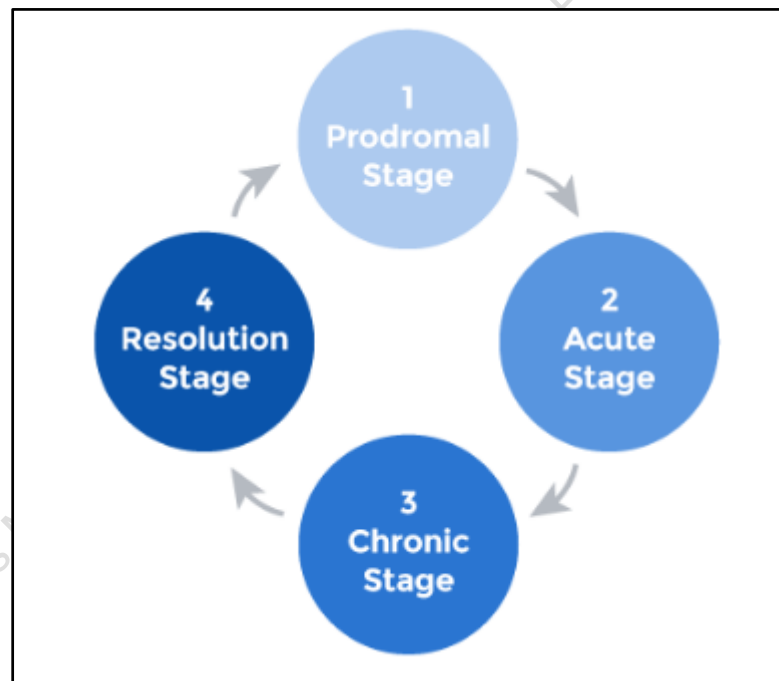 1
Prodromal
Stage
2
Acute
Stage
3
Chronic
Stage
4
Resolution
Stage